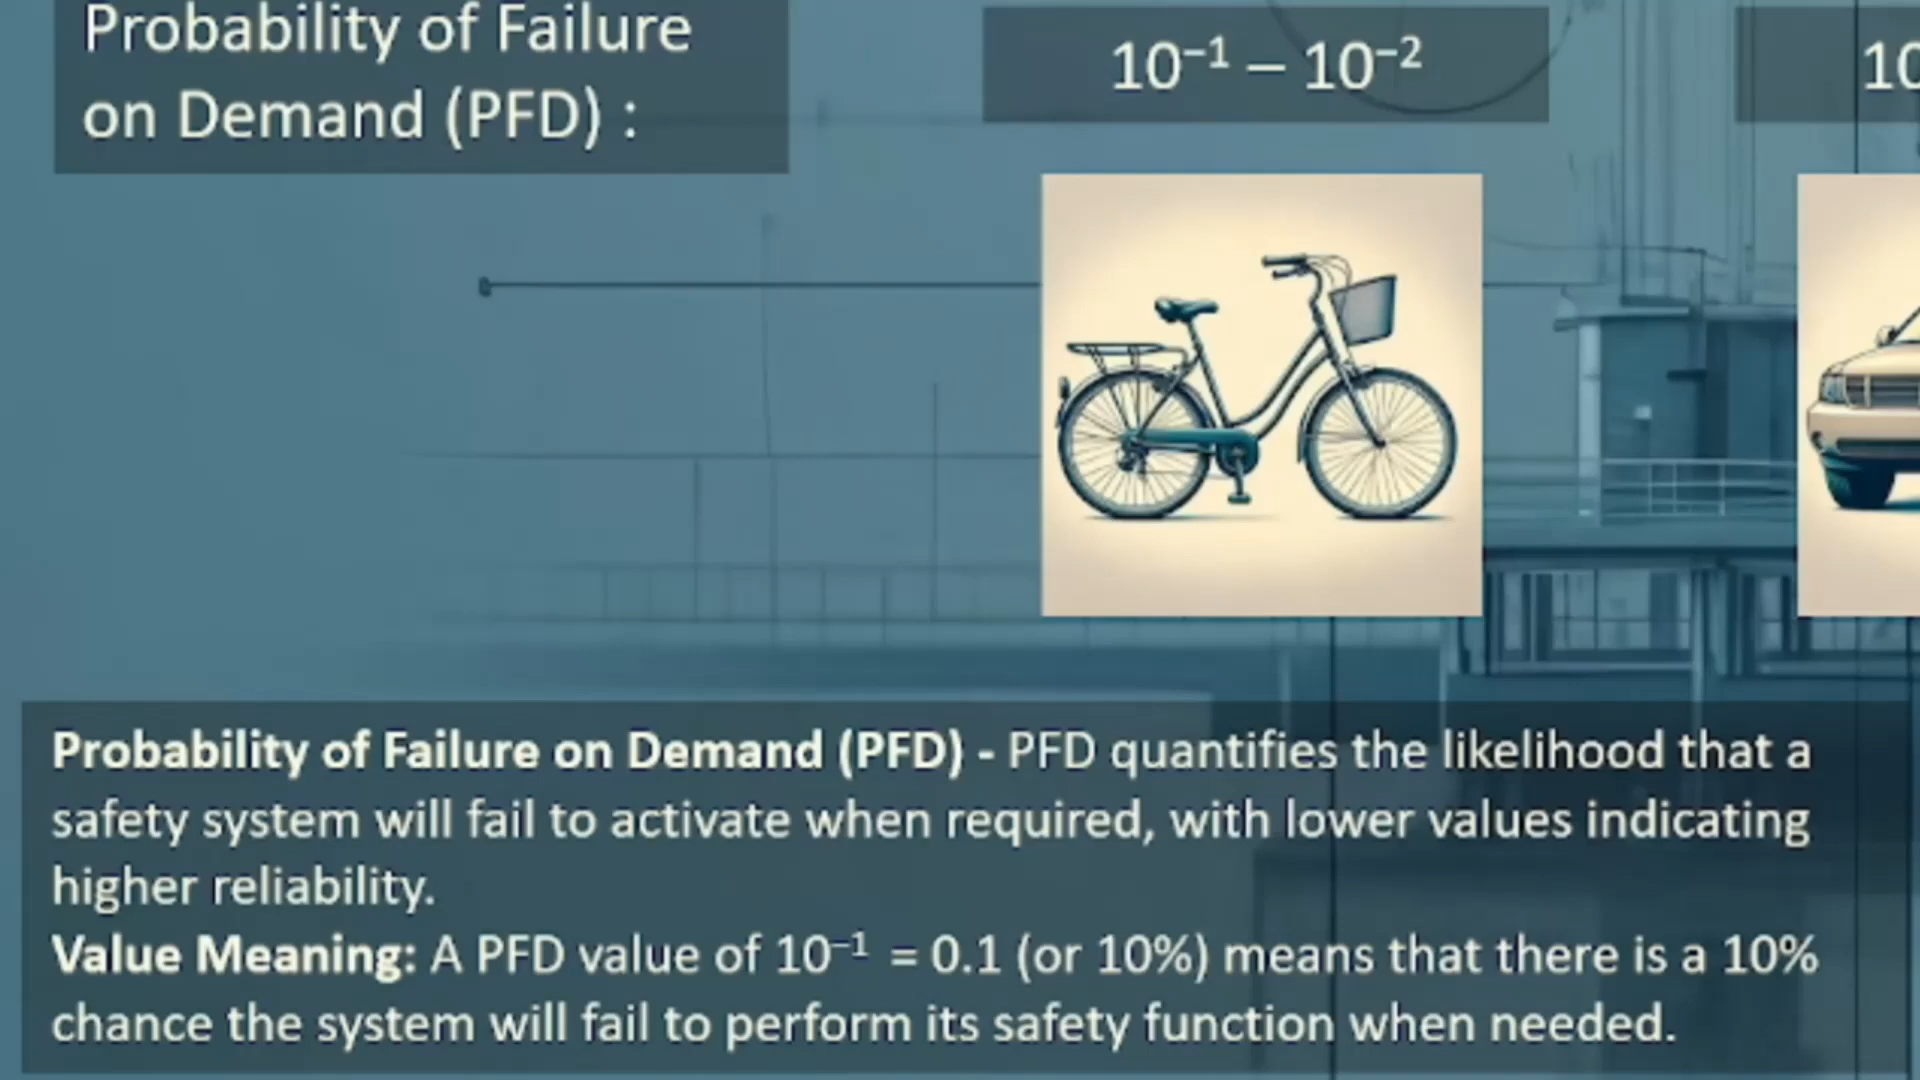 Probability of Failure
on Demand (PFD) :
10⁻¹ – 10⁻²
10
Probability of Failure on Demand (PFD) - PFD quantifies the likelihood that a
safety system will fail to activate when required, with lower values indicating
higher reliability.
Value Meaning: A PFD value of 10⁻¹ = 0.1 (or 10%) means that there is a 10%
chance the system will fail to perform its safety function when needed.